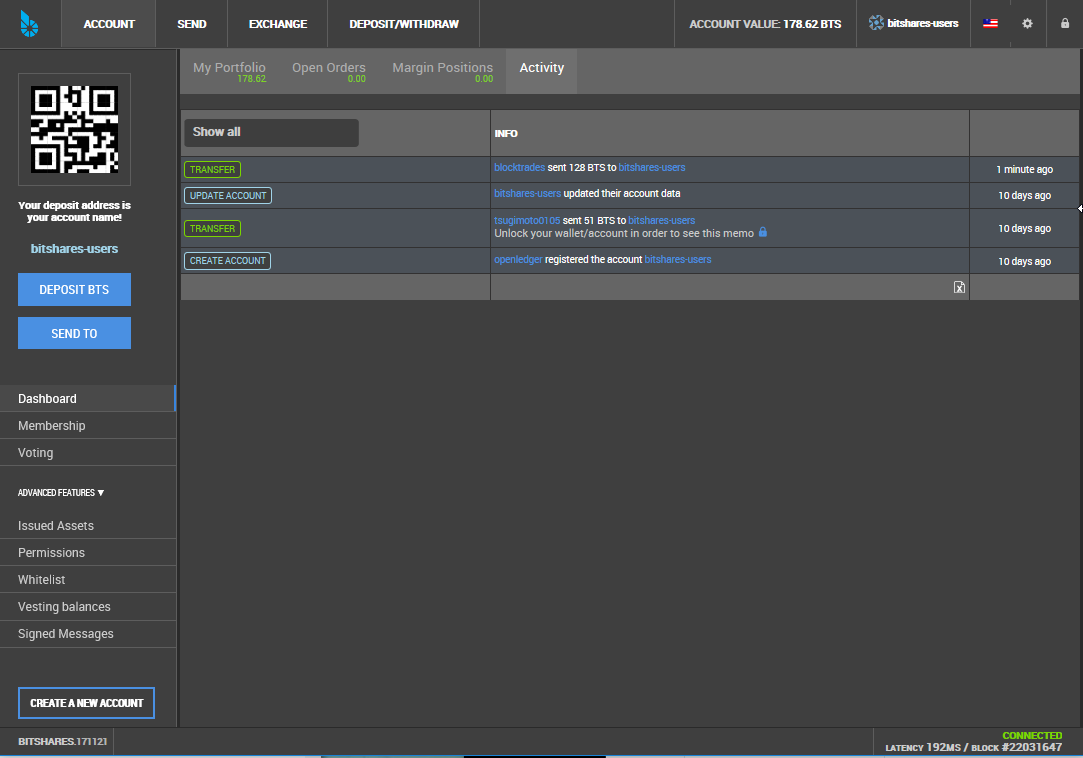 ACCOUNT
SEND
EXCHANGE
DEPOSIT/WITHDRAW
ACCOUNT VALUE: 178.62 BTS
bitshares-users
Your deposit address is
your account name!
bitshares-users
DEPOSIT BTS
SEND TO
Dashboard
Membership
Voting
ADVANCED FEATURES ▼
Issued Assets
Permissions
Whitelist
Vesting balances
Signed Messages
CREATE A NEW ACCOUNT
My Portfolio
178.62
Open Orders
0.00
Margin Positions
0.00
Activity
Show all
INFO
TRANSFER
blocktrades sent 128 BTS to bitshares-users
1 minute ago
UPDATE ACCOUNT
bitshares-users updated their account data
10 days ago
TRANSFER
tsugimoto0105 sent 51 BTS to bitshares-users
Unlock your wallet/account in order to see this memo
10 days ago
CREATE ACCOUNT
openledger registered the account bitshares-users
10 days ago
BITSHARES.171121
CONNECTED
LATENCY 192MS / BLOCK #22031647